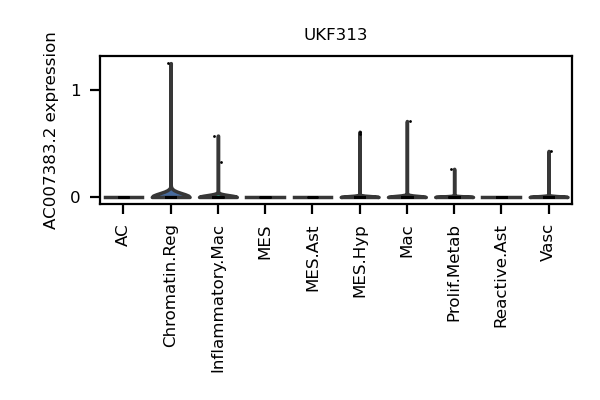 UKF313
AC007383.2 expression
1
0
AC
Chromatin.Reg
Inflammatory.Mac
MES
MES.Ast
MES.Hyp
Mac
Prolif.Metab
Reactive.Ast
Vasc